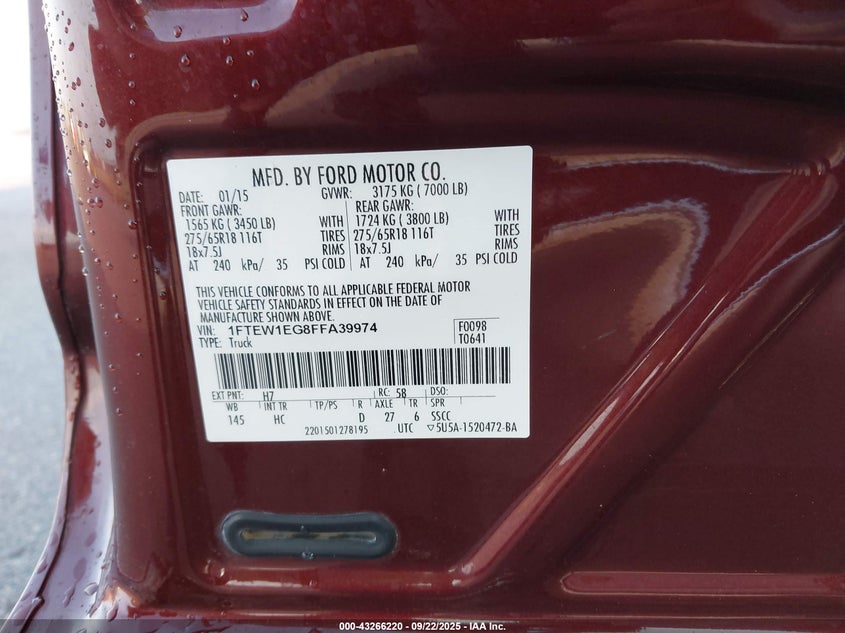 MFD. BY FORD MOTOR CO.
DATE: 01/15 GVWR: 3175 KG ( 7000 LB)
FRONT GAWR: REAR GAWR:
1565 KG ( 3450 LB) WITH 1724 KG ( 3800 LB) WITH
275/65R18 116T TIRES 275/65R18 116T TIRES
18x7.5J RIMS 18x7.5J RIMS
AT 240 kPa/ 35 PSI COLD AT 240 kPa/ 35 PSI COLD
THIS VEHICLE CONFORMS TO ALL APPLICABLE FEDERAL MOTOR
VEHICLE SAFETY STANDARDS IN EFFECT ON THE DATE OF
MANUFACTURE SHOWN ABOVE.
VIN: 1FTEW1EG8FFA39974 F0098
TYPE: Truck T0641
EXT PNT: H7 RC: 58 DSO:
WB INT TR TP/PS R AXLE TR SPR
145 HC D 27 6 SSCC
2201501278195 UTC ▽5U5A-1520472-BA
000-43266220 | 09/22/2025 | IAA Inc.